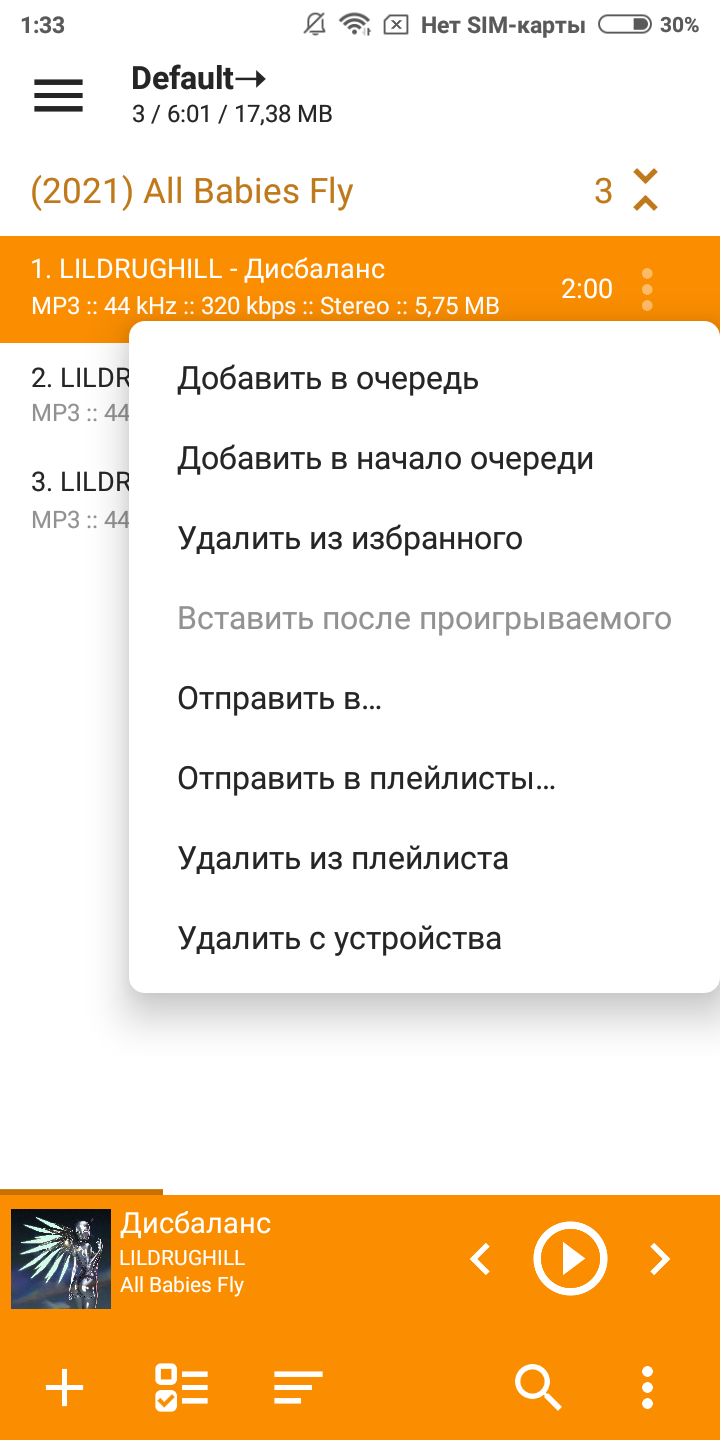 1:33 Нет SIM-карты 30%
Default→
3 / 6:01 / 17,38 MB
(2021) All Babies Fly 3
1. LILDRUGHILL - Дисбаланс
2:00
MP3 :: 44 kHz :: 320 kbps :: Stereo :: 5,75 MB
2. LILDR
MP3 :: 44
3. LILDR
MP3 :: 44
Добавить в очередь
Добавить в начало очереди
Удалить из избранного
Вставить после проигрываемого
Отправить в...
Отправить в плейлисты...
Удалить из плейлиста
Удалить с устройства
Дисбаланс
LILDRUGHILL
All Babies Fly